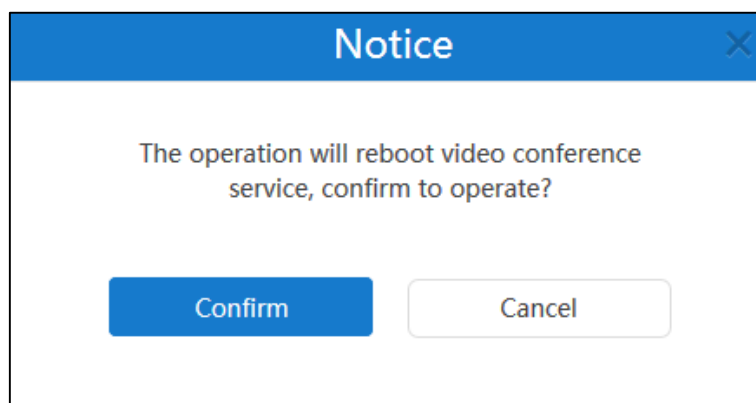 Notice
The operation will reboot video conference
service, confirm to operate?
Confirm
Cancel